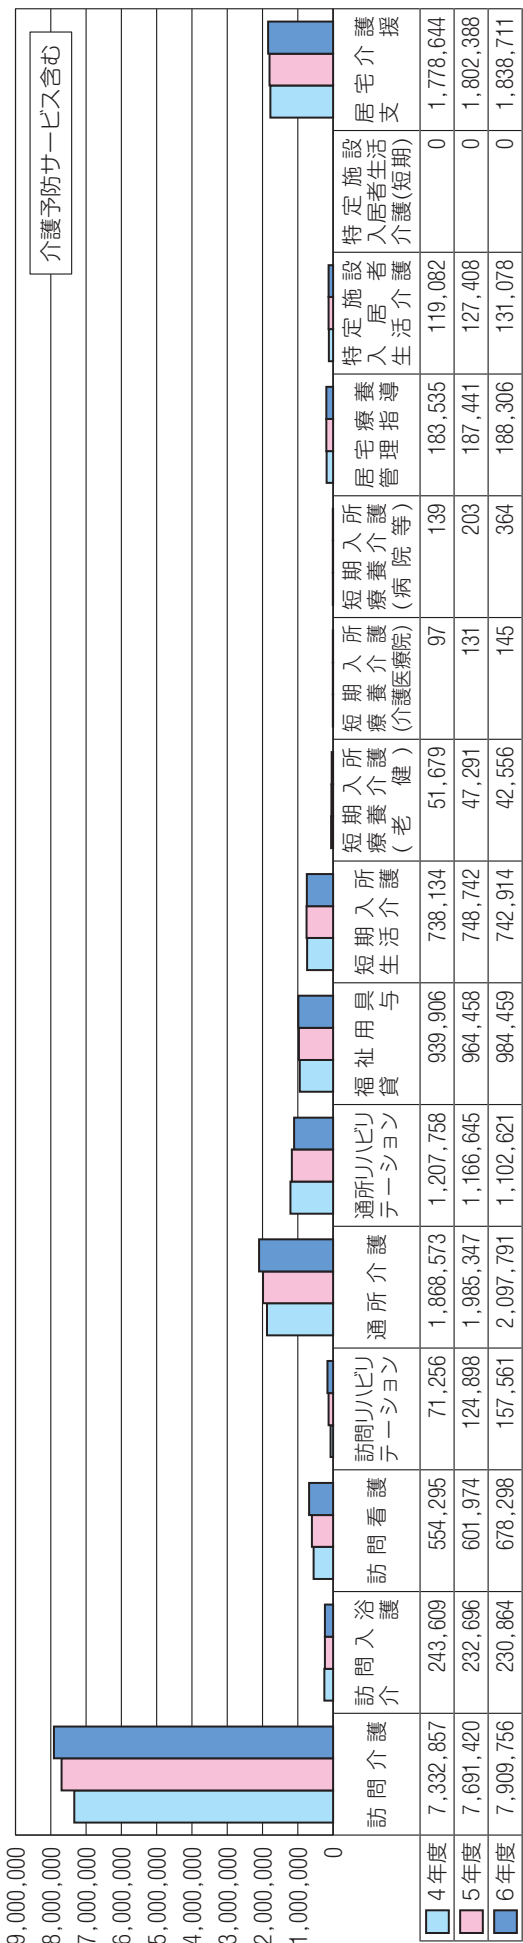 介護予防サービス含む
9,000,000
8,000,000
7,000,000
6,000,000
5,000,000
4,000,000
3,000,000
2,000,000
1,000,000
0
訪問介護
訪問入浴
介護
訪問看護
訪問リハビリ
テーション
通所介護
通所リハビリ
テーション
福祉用具
貸与
短期入所
生活介護
短期入所
療養介護
(老健)
短期入所
療養介護
(介護医療院)
短期入所
療養介護
(病院等)
居宅療養
管理指導
特定施設
入居者
生活介護
特定施設
入居者生活
介護(短期)
居宅介護
支援
4年度 7,332,857 243,609 554,295 71,256 1,868,573 1,207,758 939,906 738,134 51,679 97 139 183,535 119,082 0 1,778,644
5年度 7,691,420 232,696 601,974 124,898 1,985,347 1,166,645 964,458 748,742 47,291 131 203 187,441 127,408 0 1,802,388
6年度 7,909,756 230,864 678,298 157,561 2,097,791 1,102,621 984,459 742,914 42,556 145 364 188,306 131,078 0 1,838,711